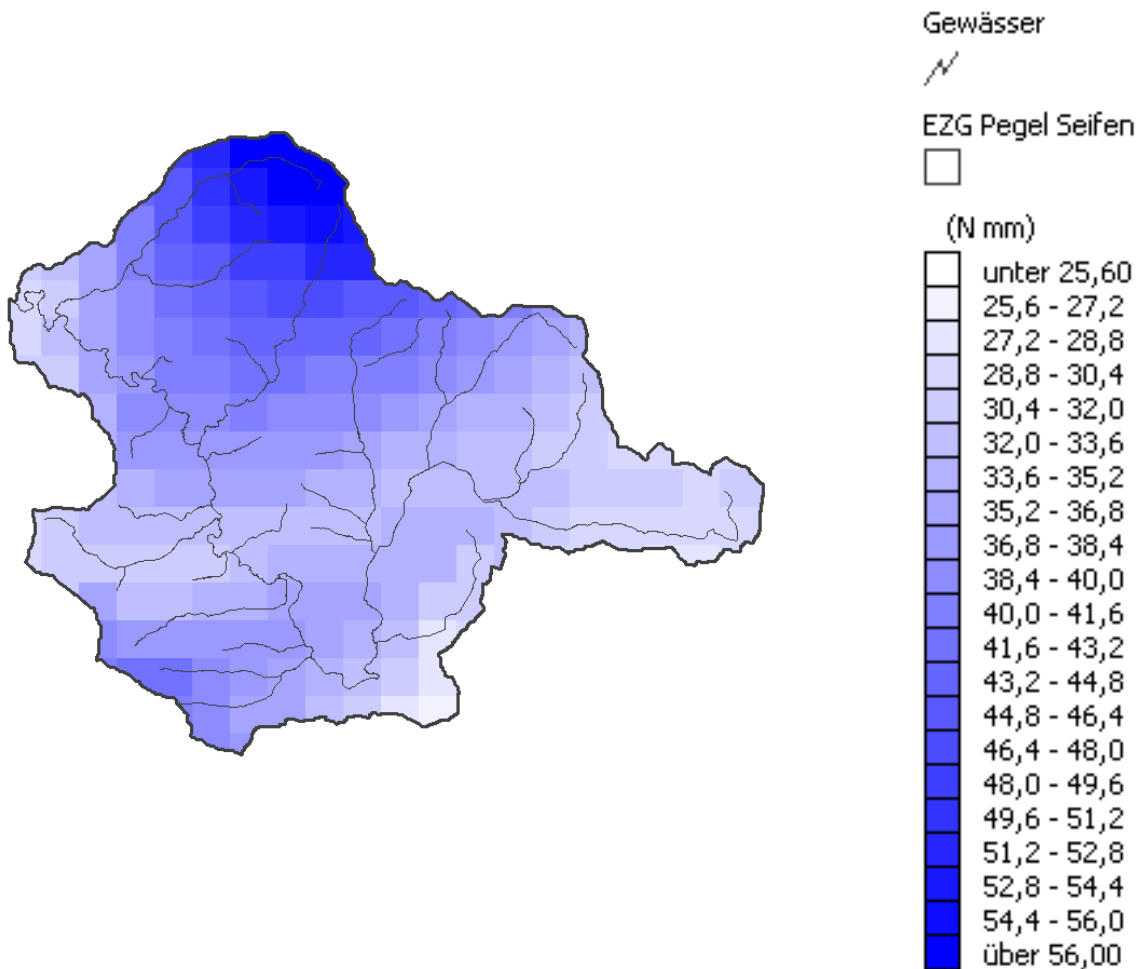 Gewässer
EZG Pegel Seifen
(N mm)
unter 25,60
25,6 - 27,2
27,2 - 28,8
28,8 - 30,4
30,4 - 32,0
32,0 - 33,6
33,6 - 35,2
35,2 - 36,8
36,8 - 38,4
38,4 - 40,0
40,0 - 41,6
41,6 - 43,2
43,2 - 44,8
44,8 - 46,4
46,4 - 48,0
48,0 - 49,6
49,6 - 51,2
51,2 - 52,8
52,8 - 54,4
54,4 - 56,0
über 56,00